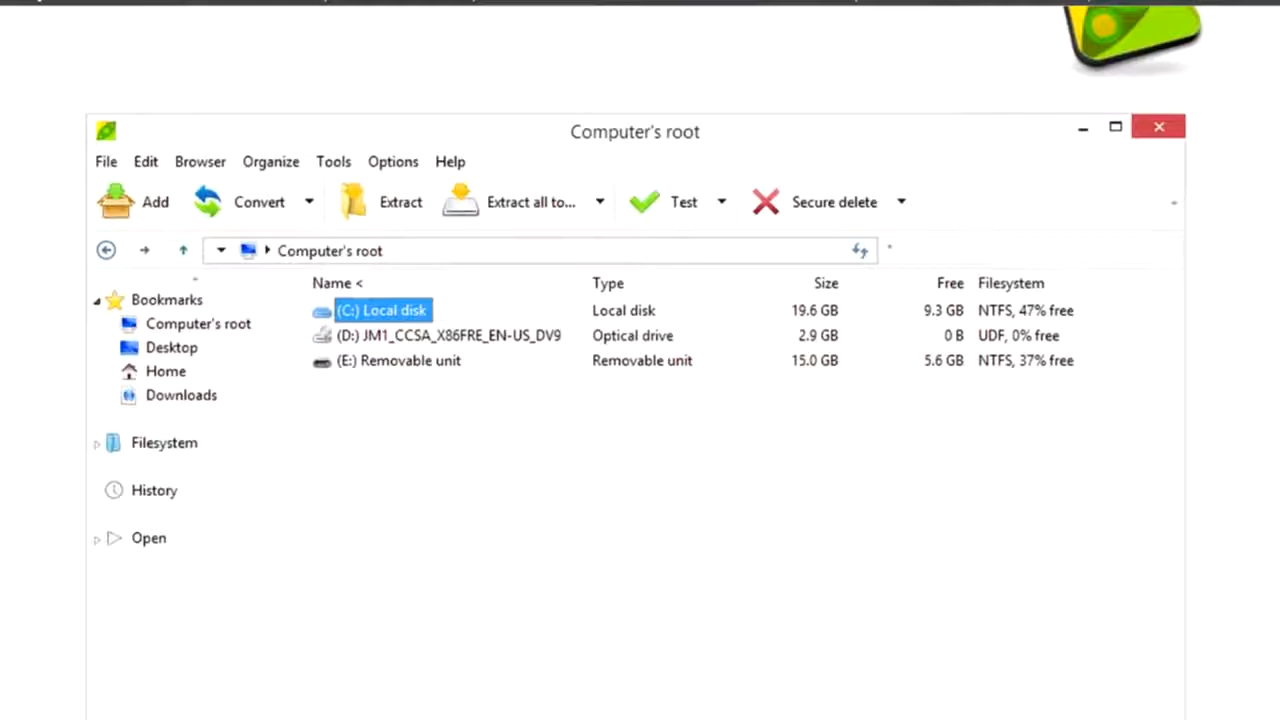 Computer's root
File Edit Browser Organize Tools Options Help
Add Convert Extract Extract all to... Test Secure delete
Computer's root
Name < Type Size Free Filesystem
Bookmarks
(C:) Local disk Local disk 19.6 GB 9.3 GB NTFS, 47% free
Computer's root
(D:) JM1_CCSA_X86FRE_EN-US_DV9 Optical drive 2.9 GB 0 B UDF, 0% free
Desktop
(E:) Removable unit Removable unit 15.0 GB 5.6 GB NTFS, 37% free
Home
Downloads
Filesystem
History
Open